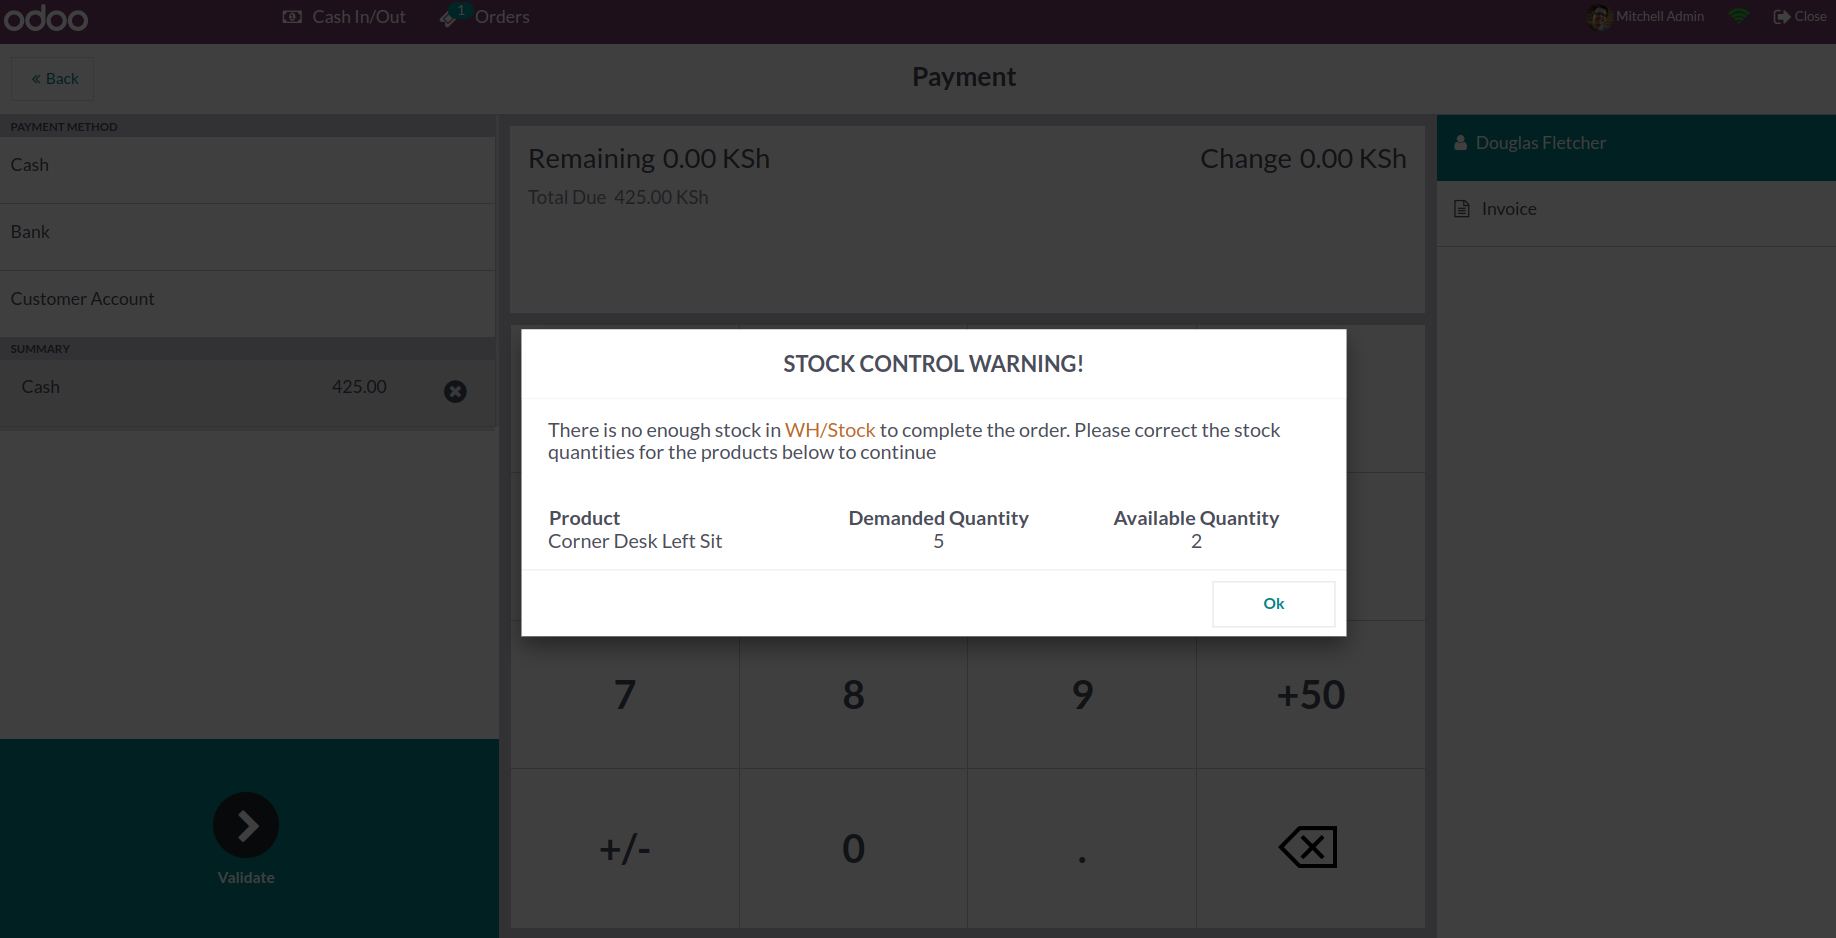 odoo
Cash In/Out
1
Orders
Mitchell Admin
Close
« Back
Payment
PAYMENT METHOD
Cash
Bank
Customer Account
SUMMARY
Cash 425.00
Validate
Remaining 0.00 KSh
Change 0.00 KSh
Total Due 425.00 KSh
Douglas Fletcher
Invoice
STOCK CONTROL WARNING!
There is no enough stock in WH/Stock to complete the order. Please correct the stock
quantities for the products below to continue
Product Demanded Quantity Available Quantity
Corner Desk Left Sit 5 2
Ok
7 8 9 +50
+/- 0 .